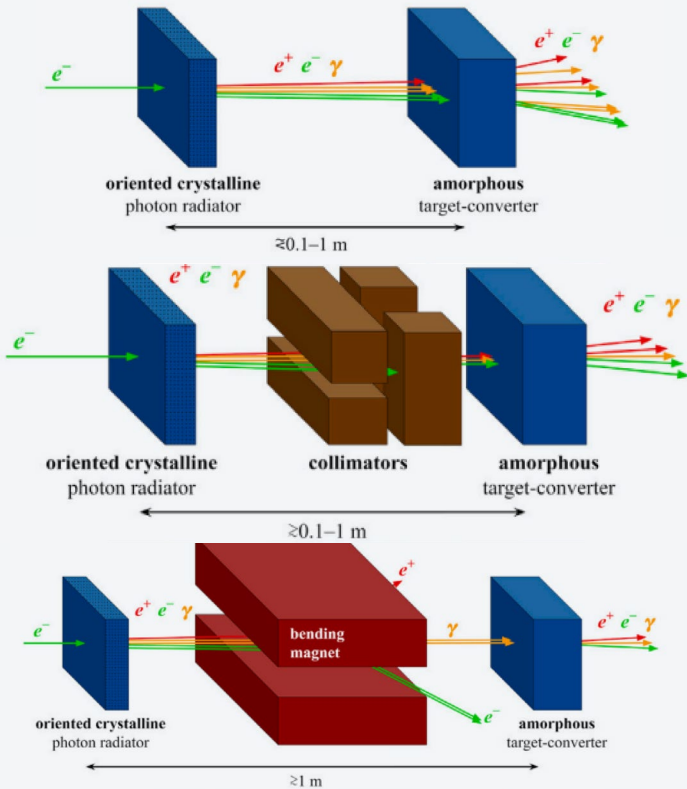 e⁺ e⁻ γ
e⁺ e⁻ γ
e⁻
oriented crystalline
photon radiator
amorphous
target-converter
≳0.1–1 m
e⁺ e⁻ γ
e⁺ e⁻ γ
e⁻
oriented crystalline
photon radiator
collimators
amorphous
target-converter
≳0.1–1 m
e⁺
e⁺ e⁻ γ
e⁺ e⁻ γ
e⁻
bending
magnet
γ
e⁻
oriented crystalline
photon radiator
amorphous
target-converter
≳1 m